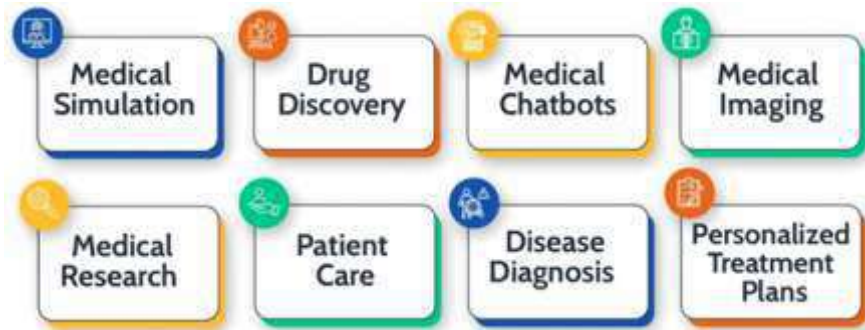 Medical
Simulation
Drug
Discovery
Medical
Chatbots
Medical
Imaging
Medical
Research
Patient
Care
Disease
Diagnosis
Personalized
Treatment
Plans